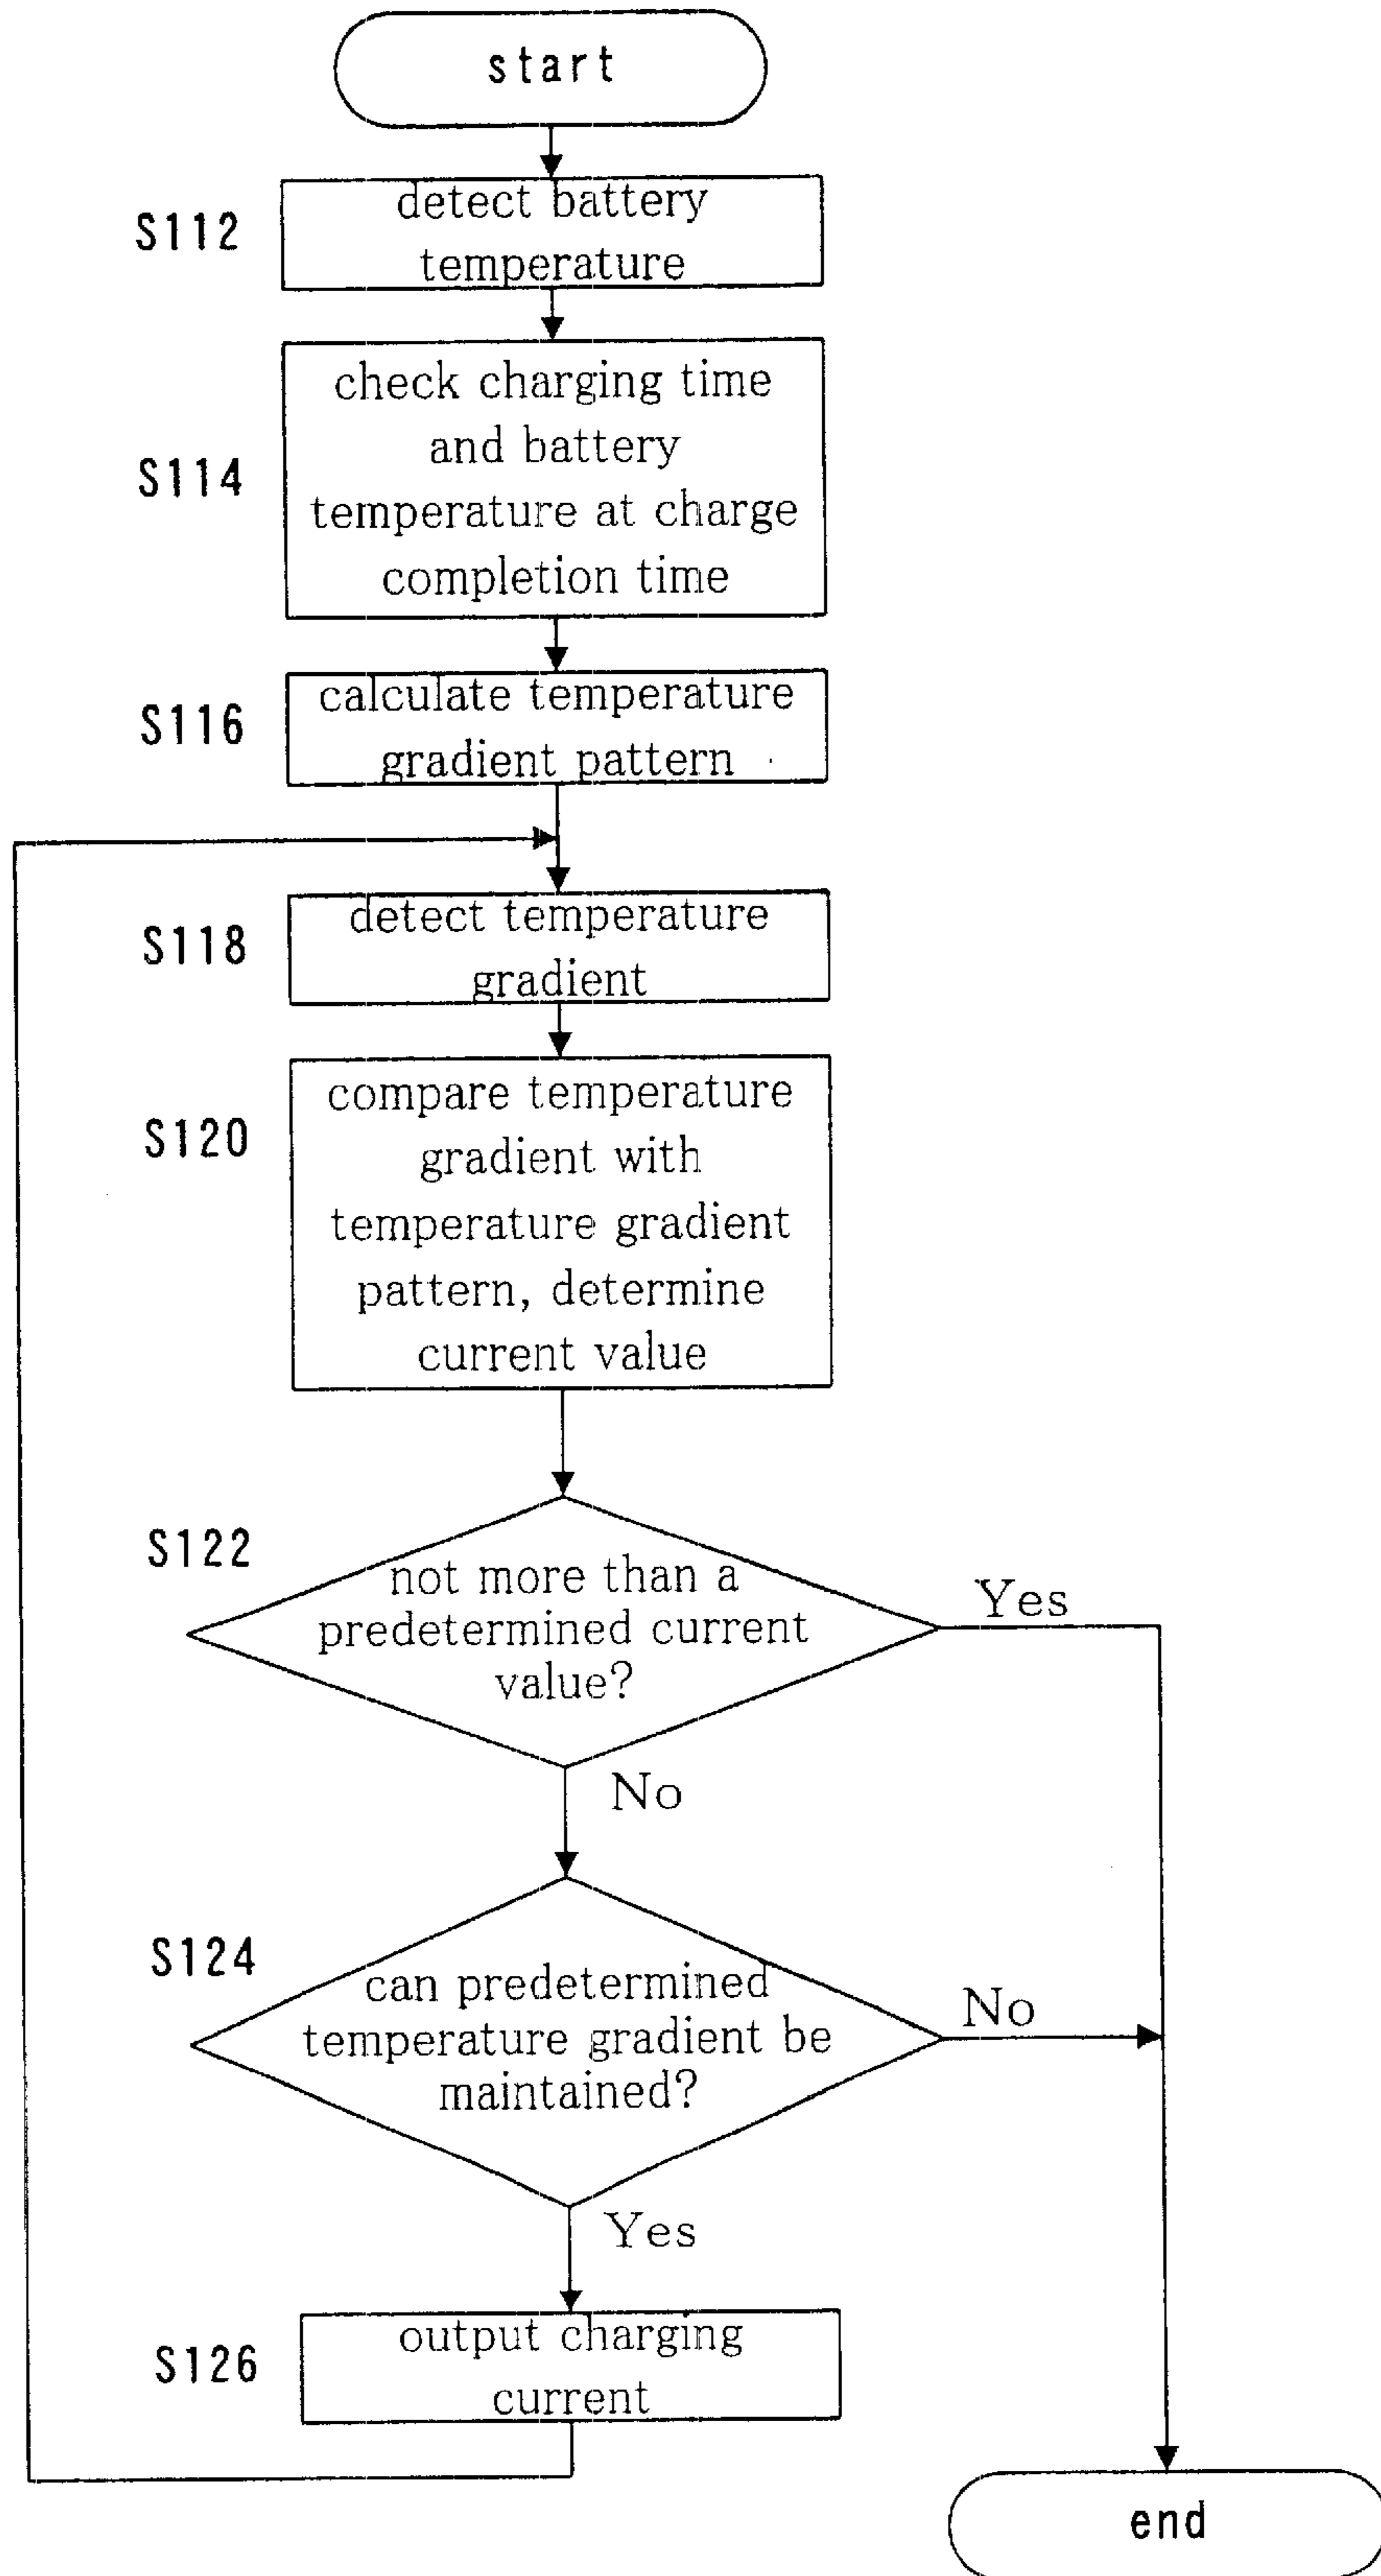 start
S112
detect battery
temperature
S114
check charging time
and battery
temperature at charge
completion time
S116
calculate temperature
gradient pattern
S118
detect temperature
gradient
S120
compare temperature
gradient with
temperature gradient
pattern, determine
current value
S122
not more than a
predetermined current
value?
Yes
No
S124
can predetermined
temperature gradient be
maintained?
No
Yes
S126
output charging
current
end